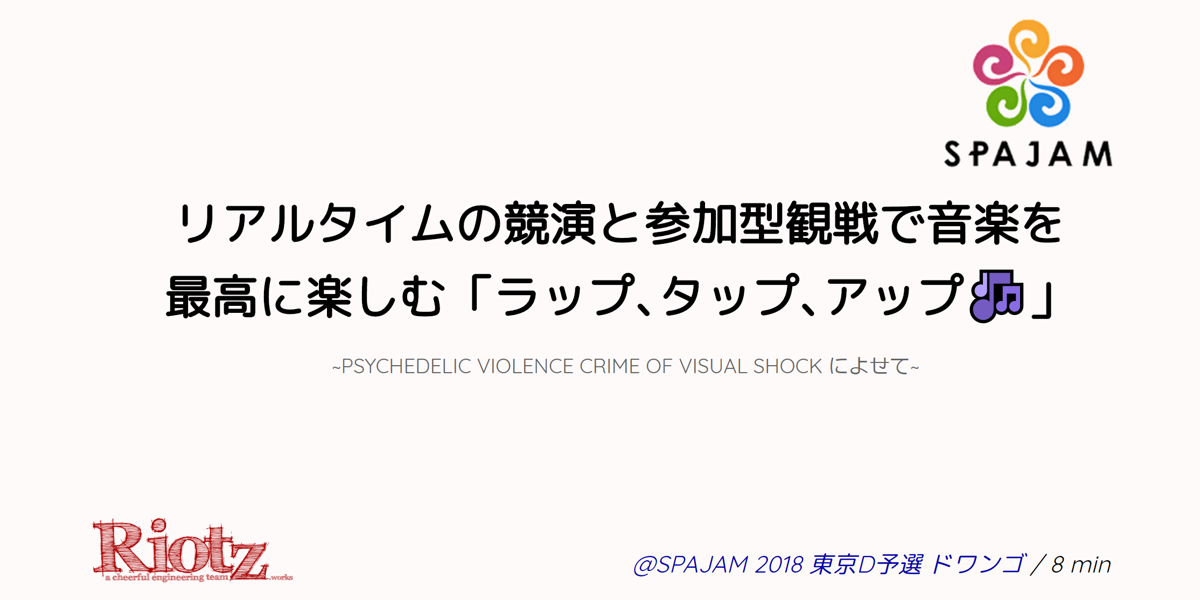 SPAJAM
リアルタイムの競演と参加型観戦で音楽を
最高に楽しむ「ラップ、タップ、アップ🎶」
~PSYCHEDELIC VIOLENCE CRIME OF VISUAL SHOCK によせて~
Riotz
a cheerful engineering team .works
@SPAJAM 2018 東京D予選 ドワンゴ / 8 min